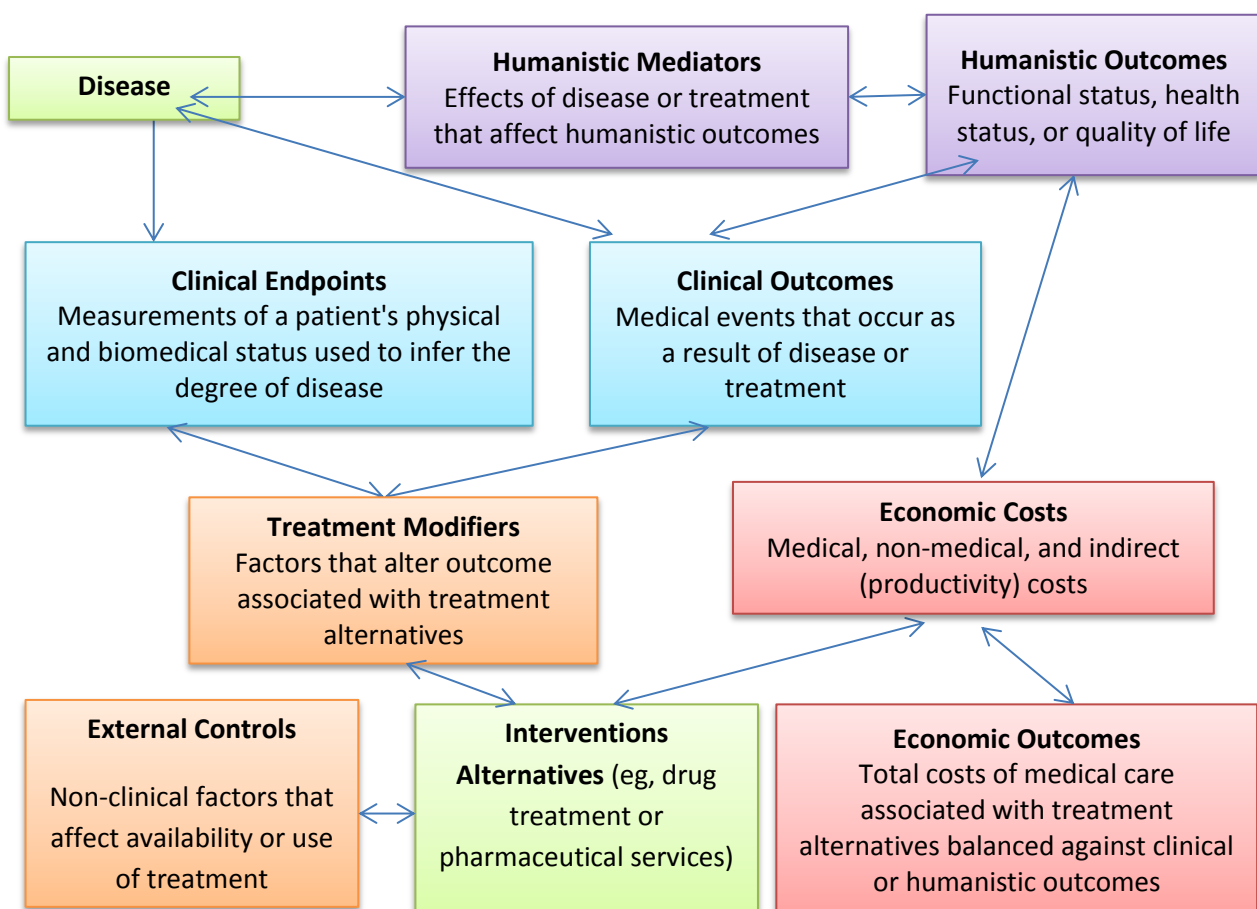 Disease
Humanistic Mediators
Effects of disease or treatment
that affect humanistic outcomes
Humanistic Outcomes
Functional status, health
status, or quality of life
Clinical Endpoints
Measurements of a patient's physical
and biomedical status used to infer the
degree of disease
Clinical Outcomes
Medical events that occur as
a result of disease or
treatment
Treatment Modifiers
Factors that alter outcome
associated with treatment
alternatives
Economic Costs
Medical, non-medical, and indirect
(productivity) costs
External Controls
Non-clinical factors that
affect availability or use
of treatment
Interventions
Alternatives (eg, drug
treatment or
pharmaceutical services)
Economic Outcomes
Total costs of medical care
associated with treatment
alternatives balanced against clinical
or humanistic outcomes